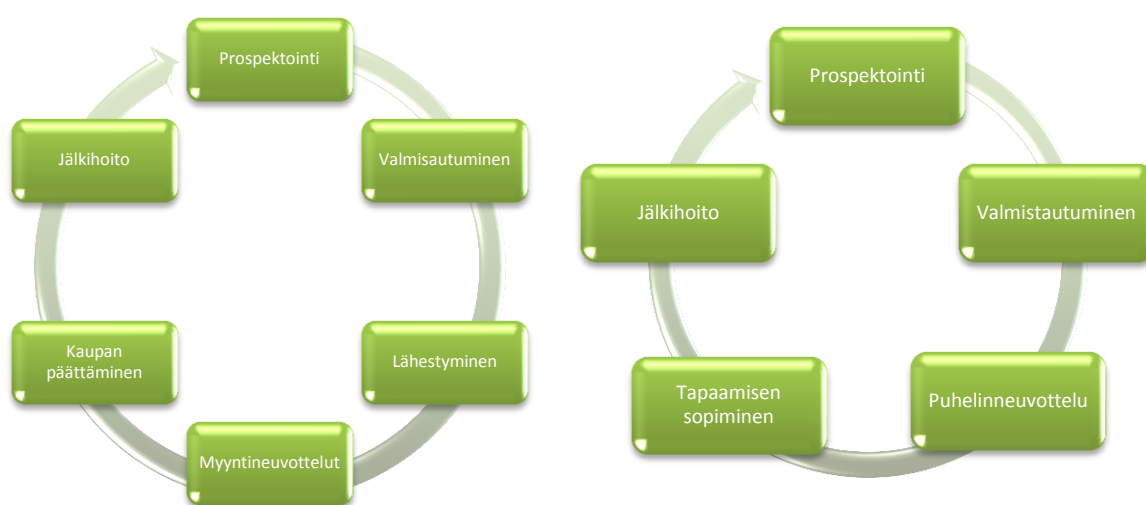 Prospektointi
Valmisautuminen
Lähestyminen
Myyntineuvottelut
Kaupan
päättäminen
Jälkihoito
Prospektointi
Valmistautuminen
Puhelinneuvottelu
Tapaamisen
sopiminen
Jälkihoito